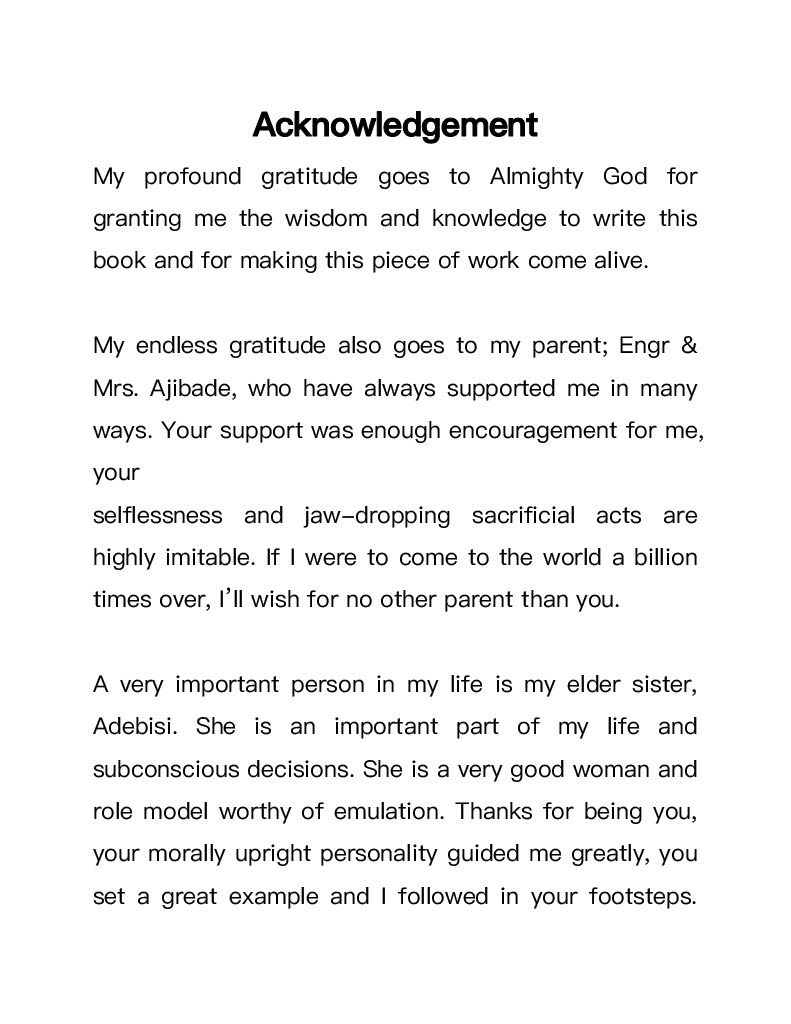 Acknowledgement
My profound gratitude goes to Almighty God for
granting me the wisdom and knowledge to write this
book and for making this piece of work come alive.
My endless gratitude also goes to my parent; Engr &
Mrs. Ajibade, who have always supported me in many
ways. Your support was enough encouragement for me,
your
selflessness and jaw-dropping sacrificial acts are
highly imitable. If I were to come to the world a billion
times over, I'll wish for no other parent than you.
A very important person in my life is my elder sister,
Adebisi. She is an important part of my life and
subconscious decisions. She is a very good woman and
role model worthy of emulation. Thanks for being you,
your morally upright personality guided me greatly, you
set a great example and I followed in your footsteps.